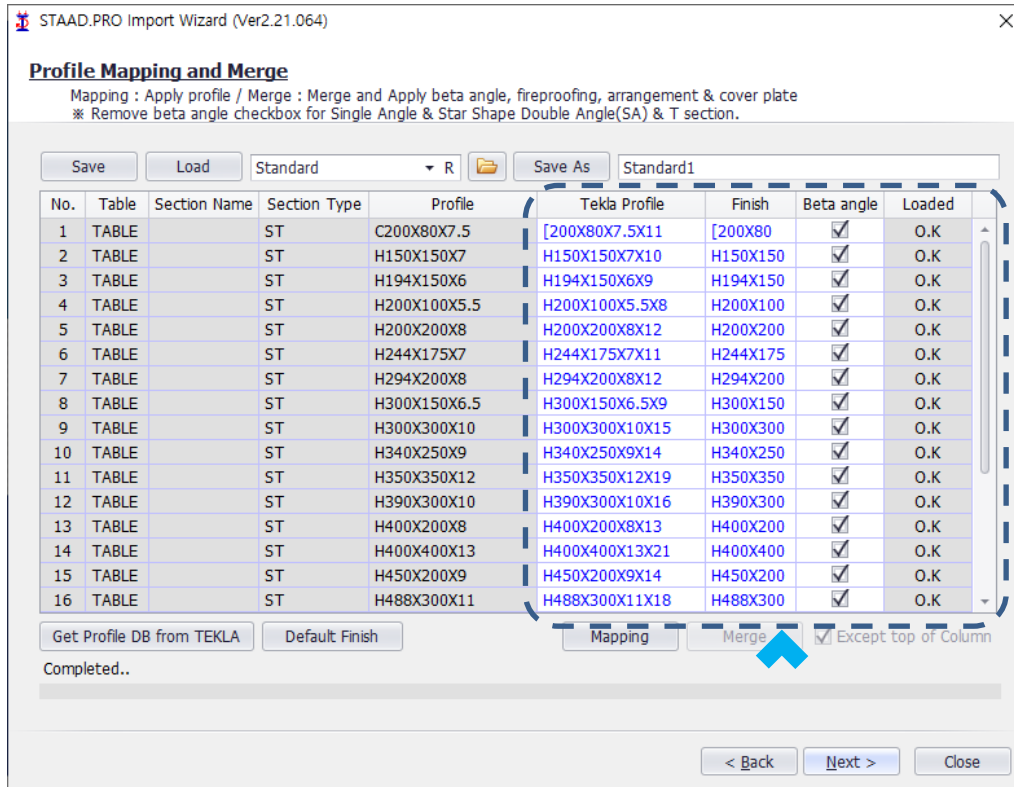 STAAD.PRO Import Wizard (Ver2.21.064)
Profile Mapping and Merge
Mapping : Apply profile / Merge : Merge and Apply beta angle, fireproofing, arrangement & cover plate
※ Remove beta angle checkbox for Single Angle & Star Shape Double Angle(SA) & T section.
Save Load Standard R Save As Standard1
No. Table Section Name Section Type Profile Tekla Profile Finish Beta angle Loaded
1 TABLE ST C200X80X7.5 [200X80X7.5X11 [200X80 O.K
2 TABLE ST H150X150X7 H150X150X7X10 H150X150 O.K
3 TABLE ST H194X150X6 H194X150X6X9 H194X150 O.K
4 TABLE ST H200X100X5.5 H200X100X5.5X8 H200X100 O.K
5 TABLE ST H200X200X8 H200X200X8X12 H200X200 O.K
6 TABLE ST H244X175X7 H244X175X7X11 H244X175 O.K
7 TABLE ST H294X200X8 H294X200X8X12 H294X200 O.K
8 TABLE ST H300X150X6.5 H300X150X6.5X9 H300X150 O.K
9 TABLE ST H300X300X10 H300X300X10X15 H300X300 O.K
10 TABLE ST H340X250X9 H340X250X9X14 H340X250 O.K
11 TABLE ST H350X350X12 H350X350X12X19 H350X350 O.K
12 TABLE ST H390X300X10 H390X300X10X16 H390X300 O.K
13 TABLE ST H400X200X8 H400X200X8X13 H400X200 O.K
14 TABLE ST H400X400X13 H400X400X13X21 H400X400 O.K
15 TABLE ST H450X200X9 H450X200X9X14 H450X200 O.K
16 TABLE ST H488X300X11 H488X300X11X18 H488X300 O.K
Get Profile DB from TEKLA Default Finish Mapping Merge Except top of Column
Completed..
< Back Next > Close